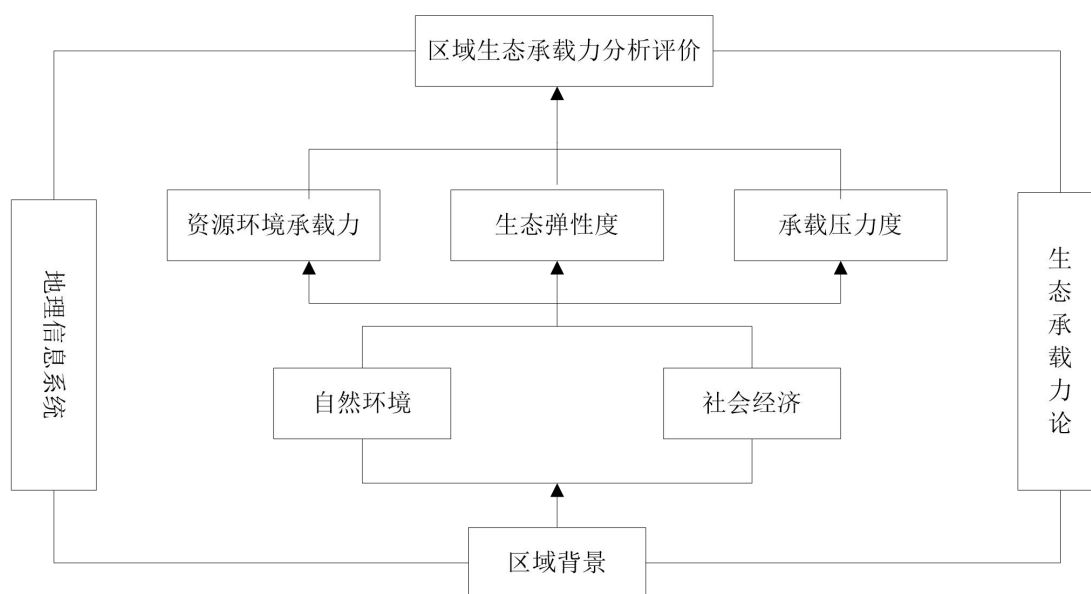 区域生态承载力分析评价
资源环境承载力
生态弹性度
承载压力度
地理信息系统
生态承载力论
自然环境
社会经济
区域背景